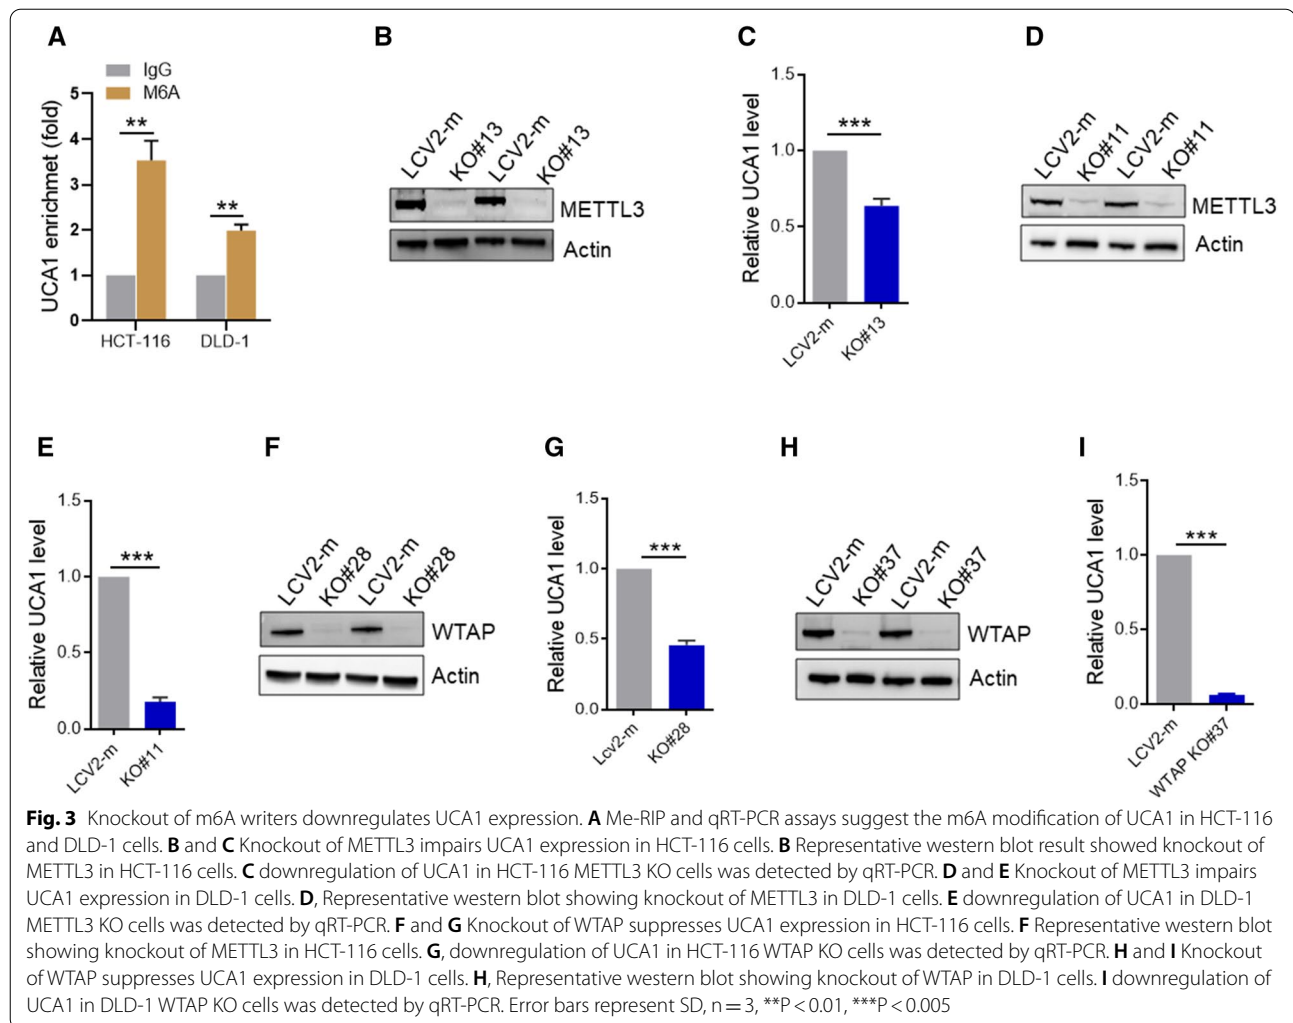 A
IgG
M6A
UCA1 enrichmet (fold)
5
4
3
2
1
0
**
**
HCT-116
DLD-1
B
LCV2-m
KO#13
LCV2-m
KO#13
METTL3
Actin
C
Relative UCA1 level
1.5
1.0
0.5
0.0
***
LCV2-m
KO#13
D
LCV2-m
KO#11
LCV2-m
KO#11
METTL3
Actin
E
Relative UCA1 level
1.5
1.0
0.5
0.0
***
LCV2-m
KO#11
F
LCV2-m
KO#28
LCV2-m
KO#28
WTAP
Actin
G
Relative UCA1 level
1.5
1.0
0.5
0.0
***
Lcv2-m
KO#28
H
LCV2-m
KO#37
LCV2-m
KO#37
WTAP
Actin
I
Relative UCA1 level
1.5
1.0
0.5
0.0
***
LCV2-m
WTAP KO#37
Fig. 3 Knockout of m6A writers downregulates UCA1 expression. A Me-RIP and qRT-PCR assays suggest the m6A modification of UCA1 in HCT-116
and DLD-1 cells. B and C Knockout of METTL3 impairs UCA1 expression in HCT-116 cells. B Representative western blot result showed knockout of
METTL3 in HCT-116 cells. C downregulation of UCA1 in HCT-116 METTL3 KO cells was detected by qRT-PCR. D and E Knockout of METTL3 impairs
UCA1 expression in DLD-1 cells. D, Representative western blot showing knockout of METTL3 in DLD-1 cells. E downregulation of UCA1 in DLD-1
METTL3 KO cells was detected by qRT-PCR. F and G Knockout of WTAP suppresses UCA1 expression in HCT-116 cells. F Representative western blot
showing knockout of METTL3 in HCT-116 cells. G, downregulation of UCA1 in HCT-116 WTAP KO cells was detected by qRT-PCR. H and I Knockout
of WTAP suppresses UCA1 expression in DLD-1 cells. H, Representative western blot showing knockout of WTAP in DLD-1 cells. I downregulation of
UCA1 in DLD-1 WTAP KO cells was detected by qRT-PCR. Error bars represent SD, n = 3, **P < 0.01, ***P < 0.005